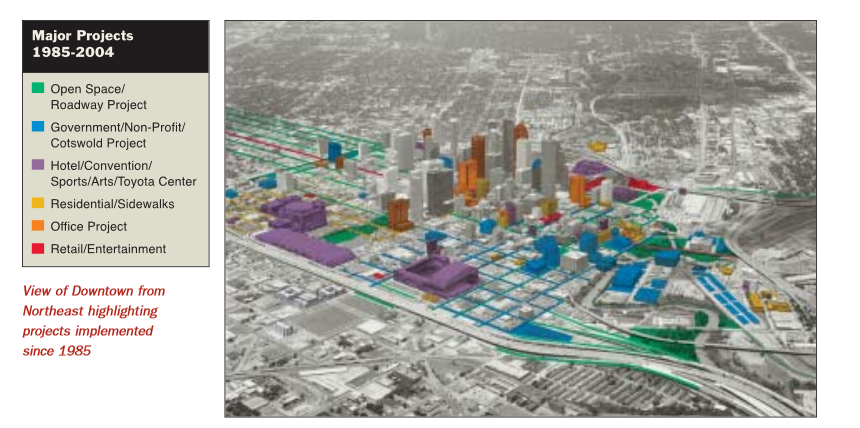 Major Projects
1985-2004
Open Space/
Roadway Project
Government/Non-Profit/
Cotswold Project
Hotel/Convention/
Sports/Arts/Toyota Center
Residential/Sidewalks
Office Project
Retail/Entertainment
View of Downtown from
Northeast highlighting
projects implemented
since 1985